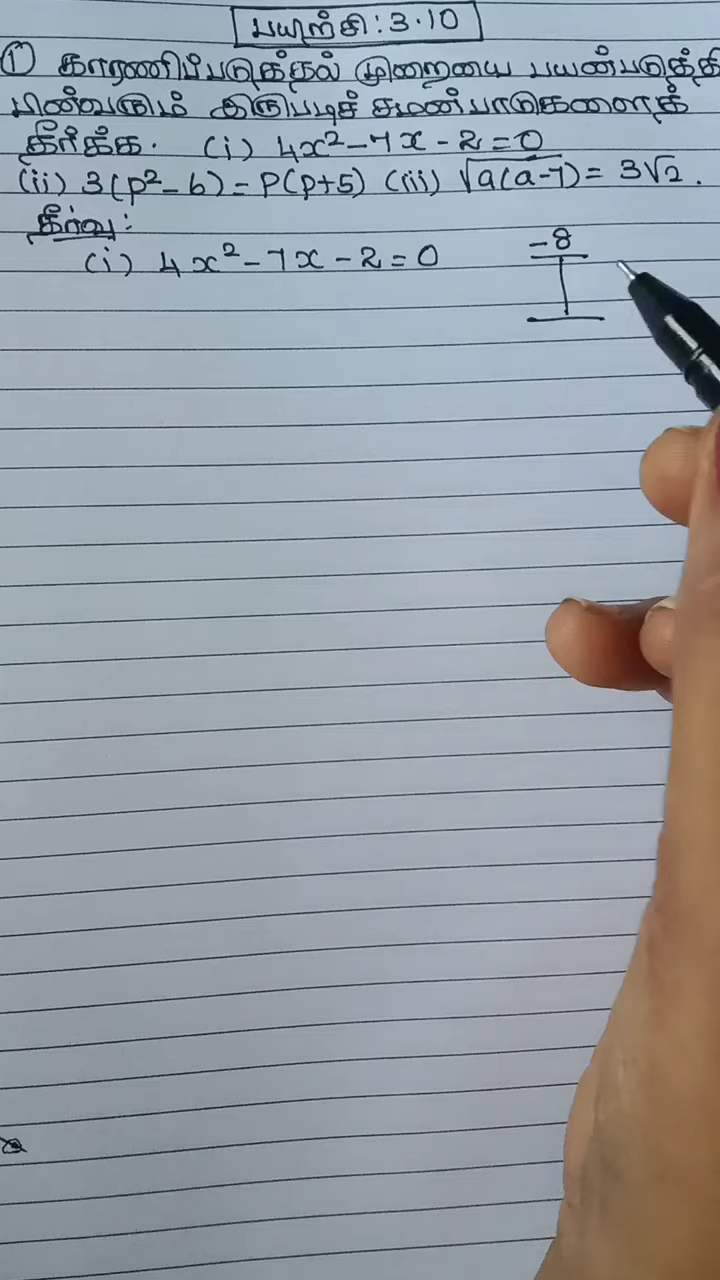 பயிற்சி: 3.10
① காரணிப்படுத்தல் முறையை பயன்படுத்தி
பின்வரும் இருபடிச் சமன்பாடுகளைத்
தீர்க்க. (i) 4x² - 7x - 2 = 0
(ii) 3(p² - 6) = P(p+5) (iii) √a(a-7) = 3√2.
தீர்வு:
(i) 4x² - 7x - 2 = 0
-8